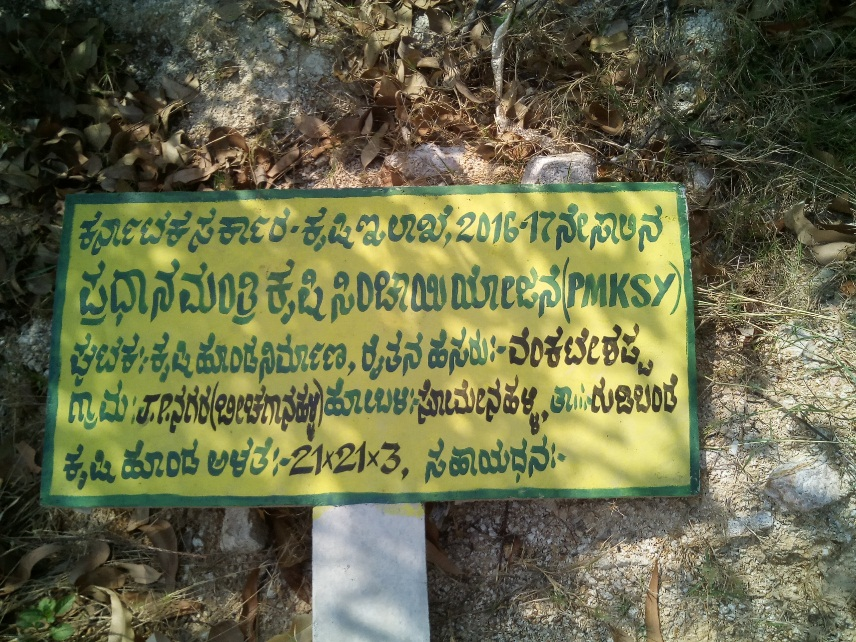 ಕರ್ನಾಟಕ ಸರ್ಕಾರ - ಕೃಷಿ ಇಲಾಖೆ, 2016-17ನೇ ಸಾಲಿನ
ಪ್ರಧಾನ ಮಂತ್ರಿ ಕೃಷಿ ಸಿಂಚಾಯಿ ಯೋಜನ (PMKSY)
ಘಟಕ:- ಕೃಷಿ ಹೊಂಡ ನಿರ್ಮಾಣ, ರೈತನ ಹೆಸರು:- ವೆಂಕಟೇಶಪ್ಪ
ಗ್ರಾಮ: J.P.ನಗರ (ಬೀಚಗಾನಹಳ್ಳಿ) ಹೋಬಳಿ: ಸೋಮೇನಹಳ್ಳಿ, ತಾ||:- ಗುಡಿಬಂಡೆ
ಕೃಷಿ ಹೊಂಡ ಅಳತೆ:- 21×21×3, ಸಹಾಯಧನ:-